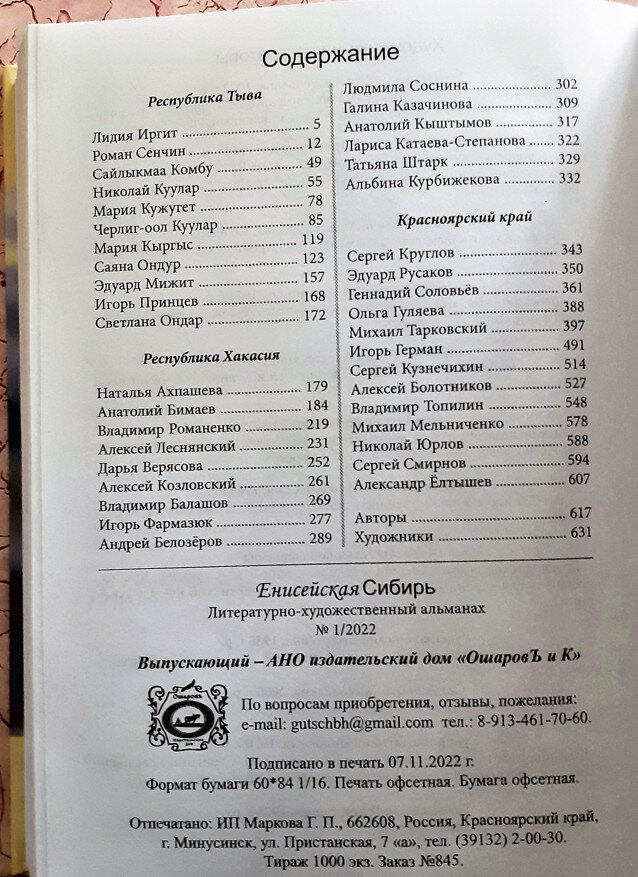 Содержание
Республика Тыва
Лидия Иргит ..... 5
Роман Сенчин ..... 12
Сайлыкмаа Комбу ..... 49
Николай Куулар ..... 55
Мария Кужугет ..... 78
Черлиг-оол Куулар ..... 85
Мария Кыргыс ..... 119
Саяна Ондур ..... 123
Эдуард Мижит ..... 157
Игорь Принцев ..... 168
Светлана Ондар ..... 172
Республика Хакасия
Наталья Ахпашева ..... 179
Анатолий Бимаев ..... 184
Владимир Романенко ..... 219
Алексей Леснянский ..... 231
Дарья Верясова ..... 252
Алексей Козловский ..... 261
Владимир Балашов ..... 269
Игорь Фармазюк ..... 277
Андрей Белозёров ..... 289
Людмила Соснина ..... 302
Галина Казачинова ..... 309
Анатолий Кыштымов ..... 317
Лариса Катаева-Степанова ..... 322
Татьяна Штарк ..... 329
Альбина Курбижекова ..... 332
Красноярский край
Сергей Круглов ..... 343
Эдуард Русаков ..... 350
Геннадий Соловьёв ..... 361
Ольга Гуляева ..... 388
Михаил Тарковский ..... 397
Игорь Герман ..... 491
Сергей Кузнечихин ..... 514
Алексей Болотников ..... 527
Владимир Топилин ..... 548
Михаил Мельниченко ..... 578
Николай Юрлов ..... 588
Сергей Смирнов ..... 594
Александр Ёлтышев ..... 607
Авторы ..... 617
Художники ..... 631
Енисейская Сибирь
Литературно-художественный альманах
№ 1/2022
Выпускающий – АНО издательский дом «ОшаровЪ и К»
ОшаровЪ
По вопросам приобретения, отзывы, пожелания:
e-mail: gutschbh@gmail.com тел.: 8-913-461-70-60.
Подписано в печать 07.11.2022 г.
Формат бумаги 60*84 1/16. Печать офсетная. Бумага офсетная.
Отпечатано: ИП Маркова Г. П., 662608, Россия, Красноярский край,
г. Минусинск, ул. Пристанская, 7 «а», тел. (39132) 2-00-30.
Тираж 1000 экз. Заказ №845.